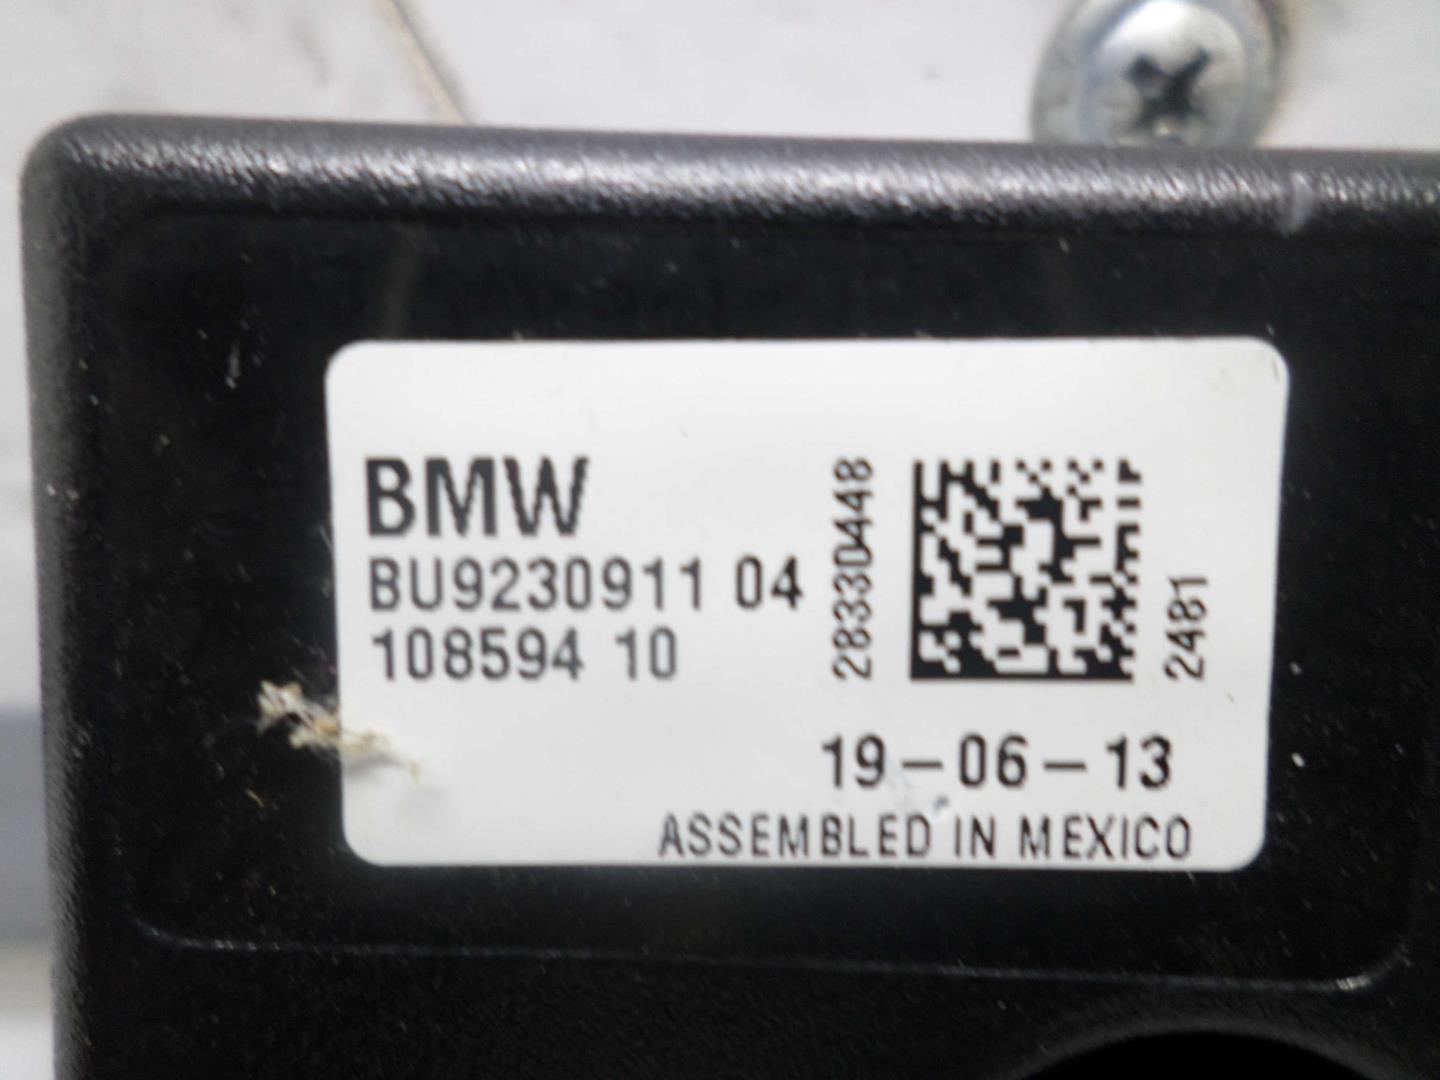 BMW
BU9230911 04
108594 10
28330448
2481
19-06-13
ASSEMBLED IN MEXICO